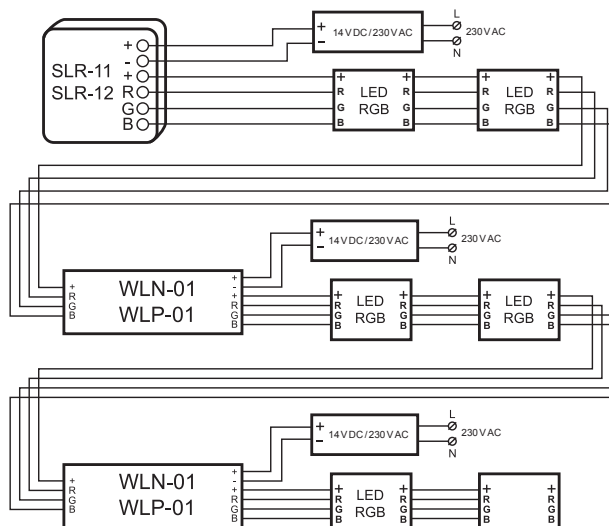 L
14VDC/230VAC
230VAC
N
+
-
+
-
SLR-11
SLR-12
+
R
G
B
+
R
G
B
LED
RGB
+
R
G
B
+
R
G
B
LED
RGB
+
R
G
B
L
14VDC/230VAC
230VAC
N
+
-
+
R
G
B
WLN-01
WLP-01
+
-
+
R
G
B
+
R
G
B
LED
RGB
+
R
G
B
+
R
G
B
LED
RGB
+
R
G
B
L
14VDC/230VAC
230VAC
N
+
-
+
R
G
B
WLN-01
WLP-01
+
-
+
R
G
B
+
R
G
B
LED
RGB
+
R
G
B
+
R
G
B
+
R
G
B